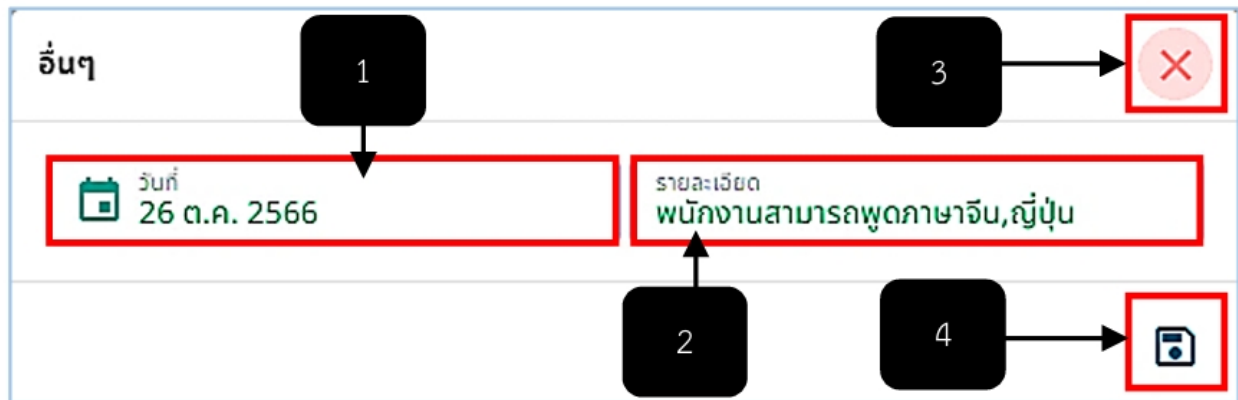 อื่นๆ
1
3
วันที่
26 ต.ค. 2566
รายละเอียด
พนักงานสามารถพูดภาษาจีน,ญี่ปุ่น
2
4